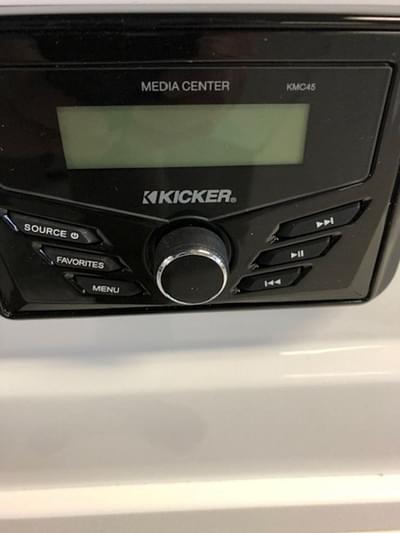 MEDIA CENTER KMC45
KICKER®
SOURCE ⏻
FAVORITES
MENU